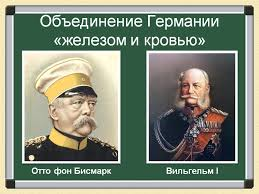 Объединение Германии
«железом и кровью»
Отто фон Бисмарк
Вильгельм I